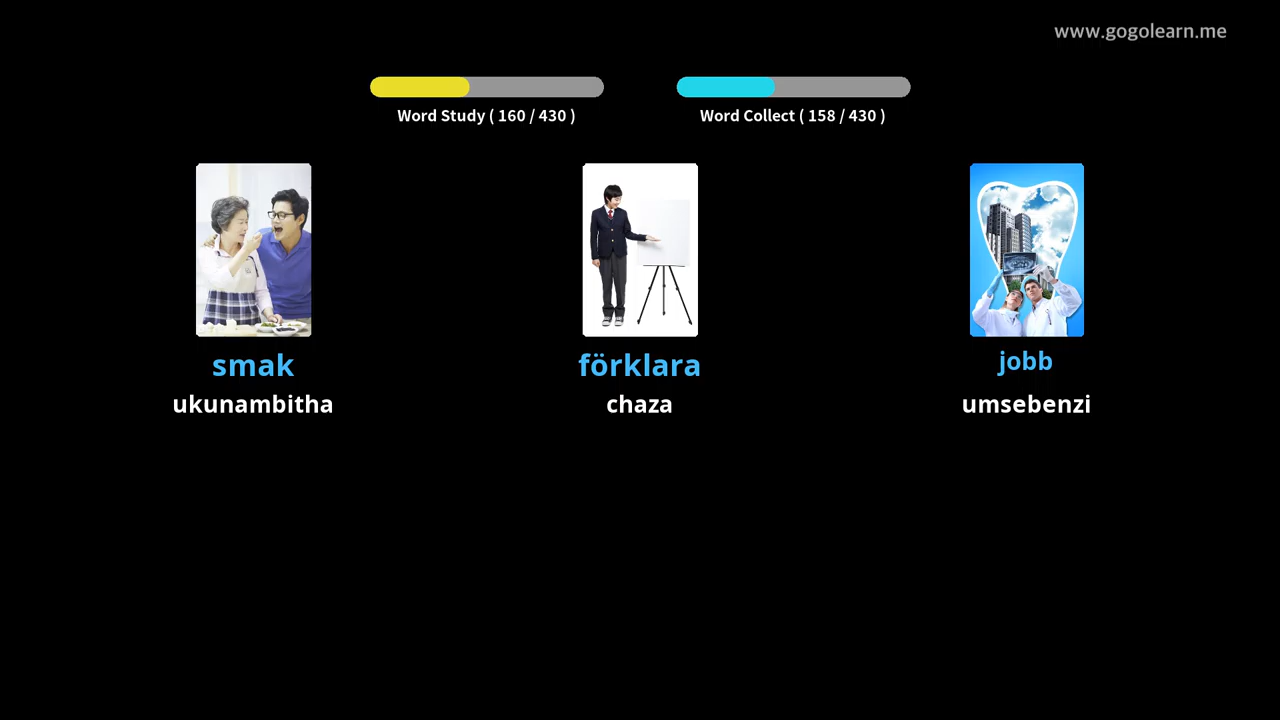 www.gogolearn.me
Word Study ( 160 / 430 )
Word Collect ( 158 / 430 )
smak
förklara
jobb
ukunambitha
chaza
umsebenzi